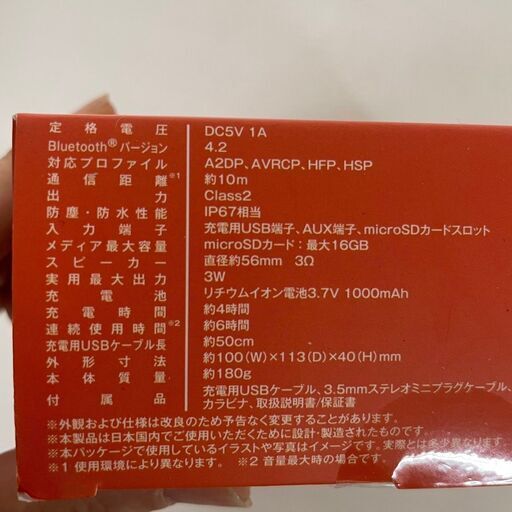 定格電圧 DC5V 1A
Bluetooth®バージョン 4.2
対応プロファイル A2DP、AVRCP、HFP、HSP
通信距離※1 約10m
出力 Class2
防塵・防水性能 IP67相当
入力端子 充電用USB端子、AUX端子、microSDカードスロット
メディア最大容量 microSDカード：最大16GB
スピーカー 直径約56mm 3Ω
実用最大出力 3W
充電池 リチウムイオン電池3.7V 1000mAh
充電時間 約4時間
連続使用時間※2 約6時間
充電用USBケーブル長 約50cm
外形寸法 約100(W)×113(D)×40(H)mm
本体質量 約180g
付属品 充電用USBケーブル、3.5mmステレオミニプラグケーブル、
カラビナ、取扱説明書/保証書
※外観および仕様は改良のため予告なく変更することがあります。
※本製品は日本国内でご使用いただくために設計・製造されたものです。
※本パッケージで使用しているイラストや写真はイメージです。実際とは多少異なります。
※1 使用環境により異なります。 ※2 音量最大時の場合です。